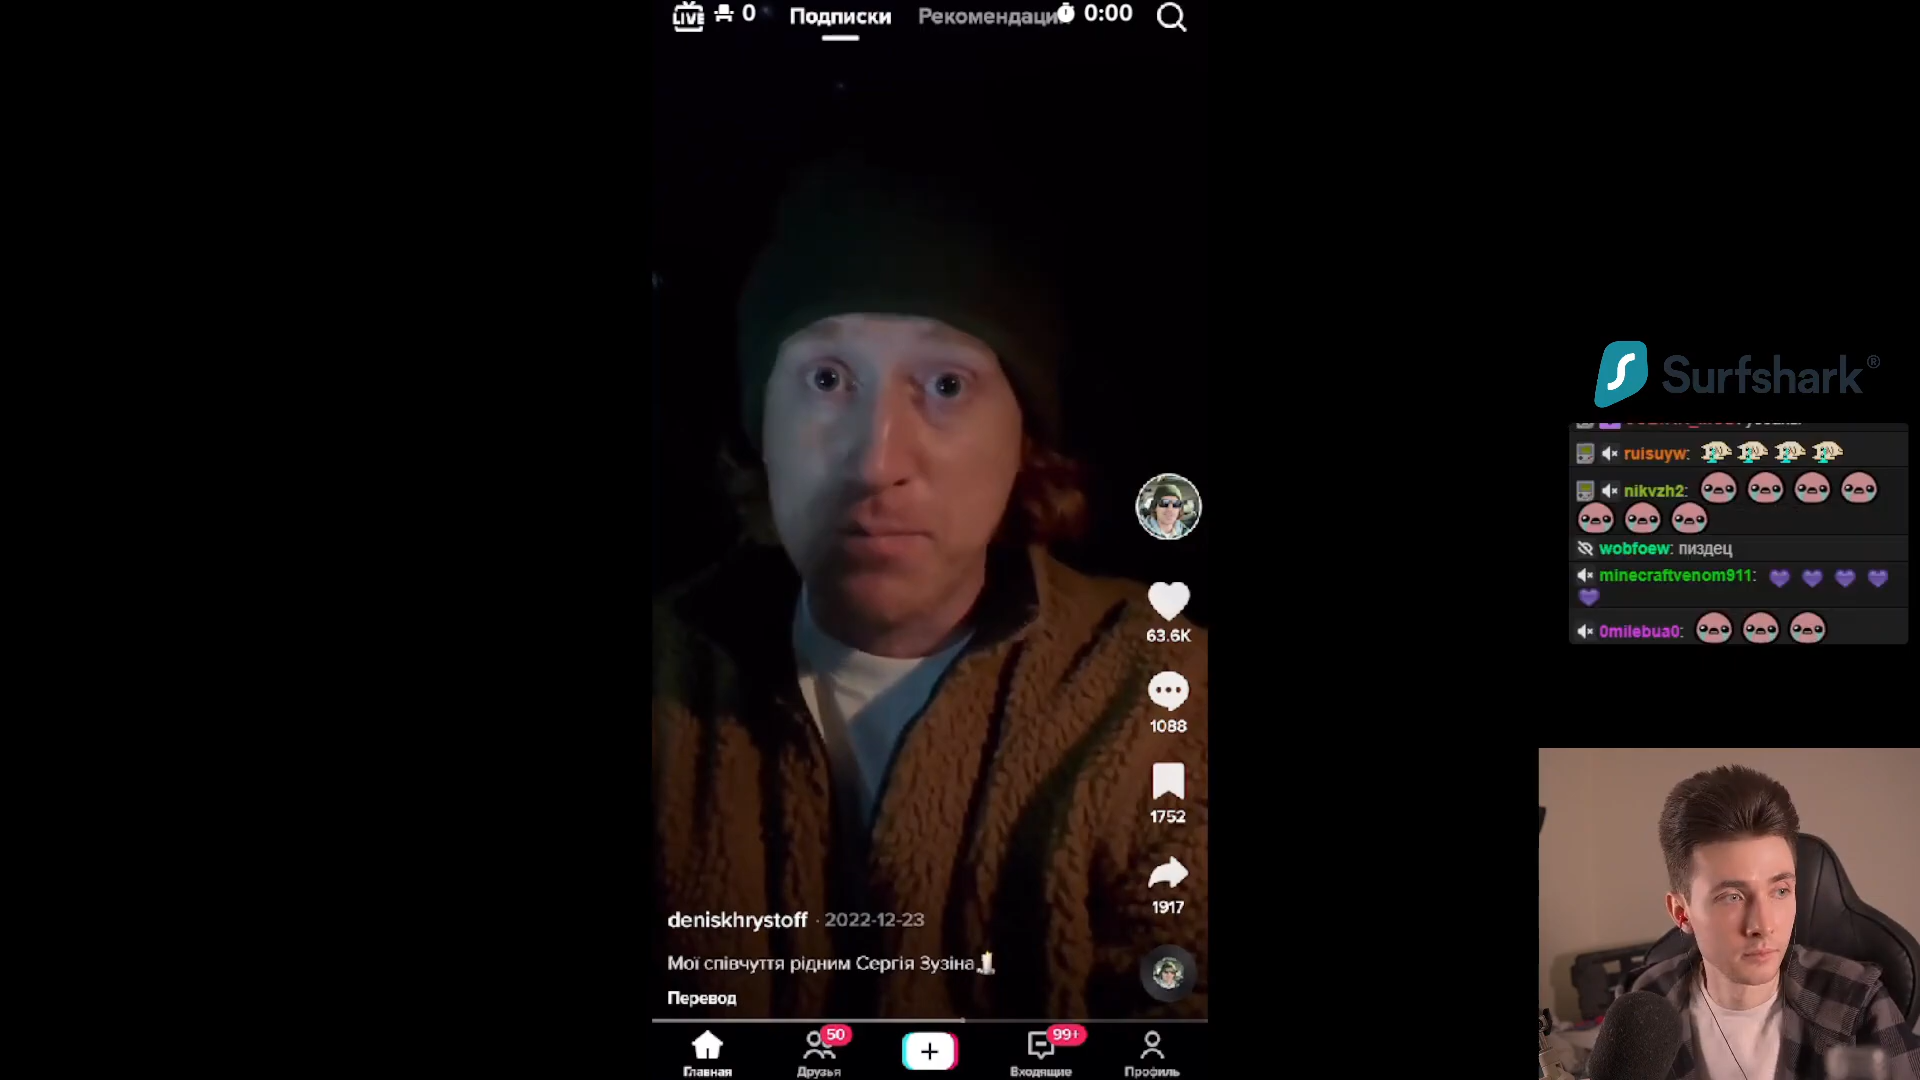 LIVE
0
Подписки
Рекомендаци
0:00
Surfshark®
ruisuyw:
nikvzh2:
wobfoew: пиздец
minecraftvenom911:
0milebua0:
63.6K
1088
1752
1917
deniskhrystoff · 2022-12-23
Мої співчуття рідним Сергія Зузіна
Перевод
50
99+
Главная
Друзья
Входящие
Профиль